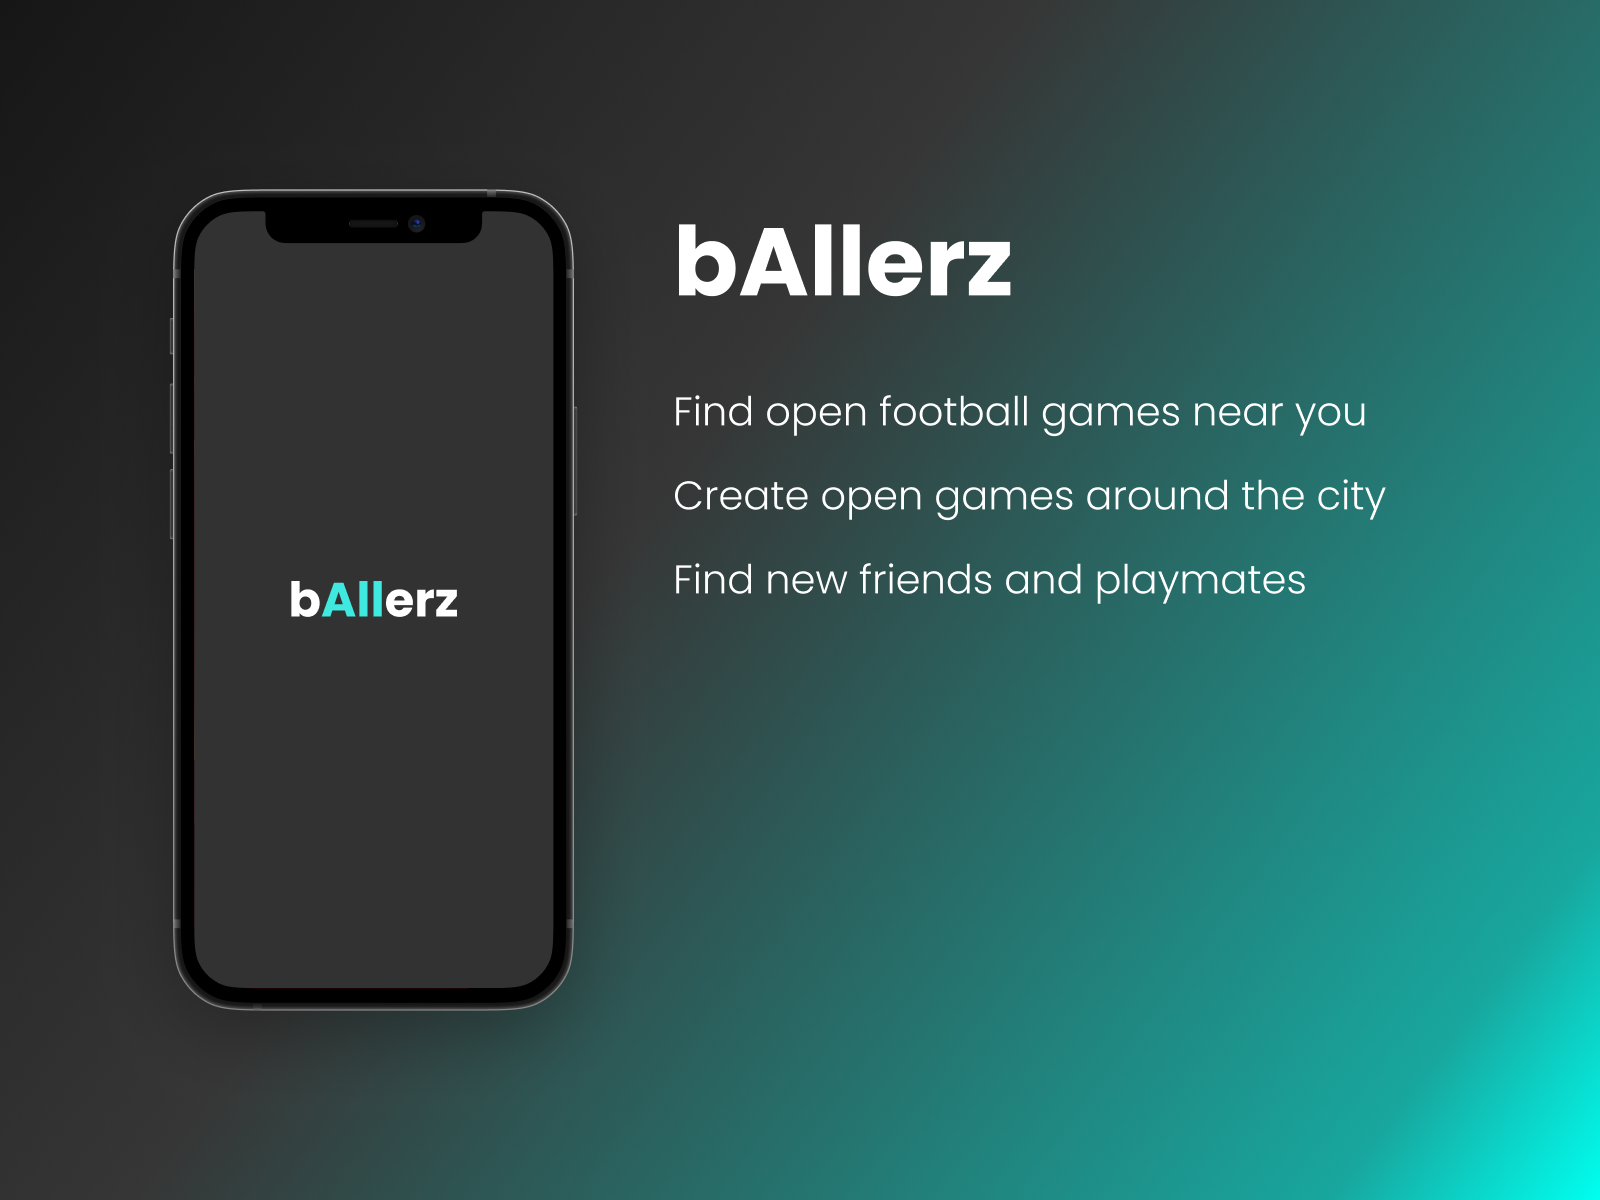 bAllerz
Find open football games near you
Create open games around the city
Find new friends and playmates
bAllerz